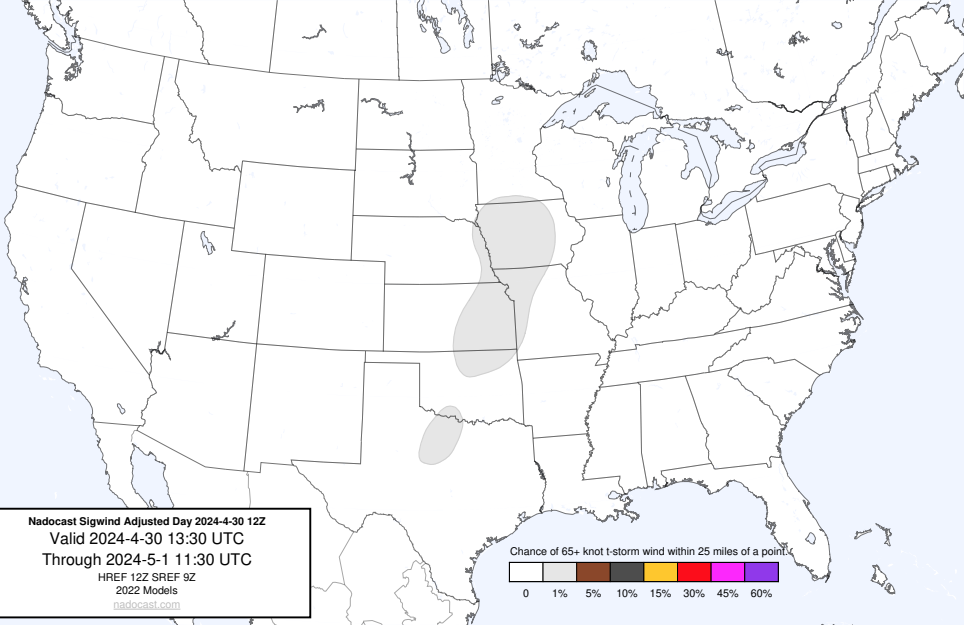 Nadocast Sigwind Adjusted Day 2024-4-30 12Z
Valid 2024-4-30 13:30 UTC
Through 2024-5-1 11:30 UTC
HREF 12Z SREF 9Z
2022 Models
nadocast.com
Chance of 65+ knot t-storm wind within 25 miles of a point.
0 1% 5% 10% 15% 30% 45% 60%